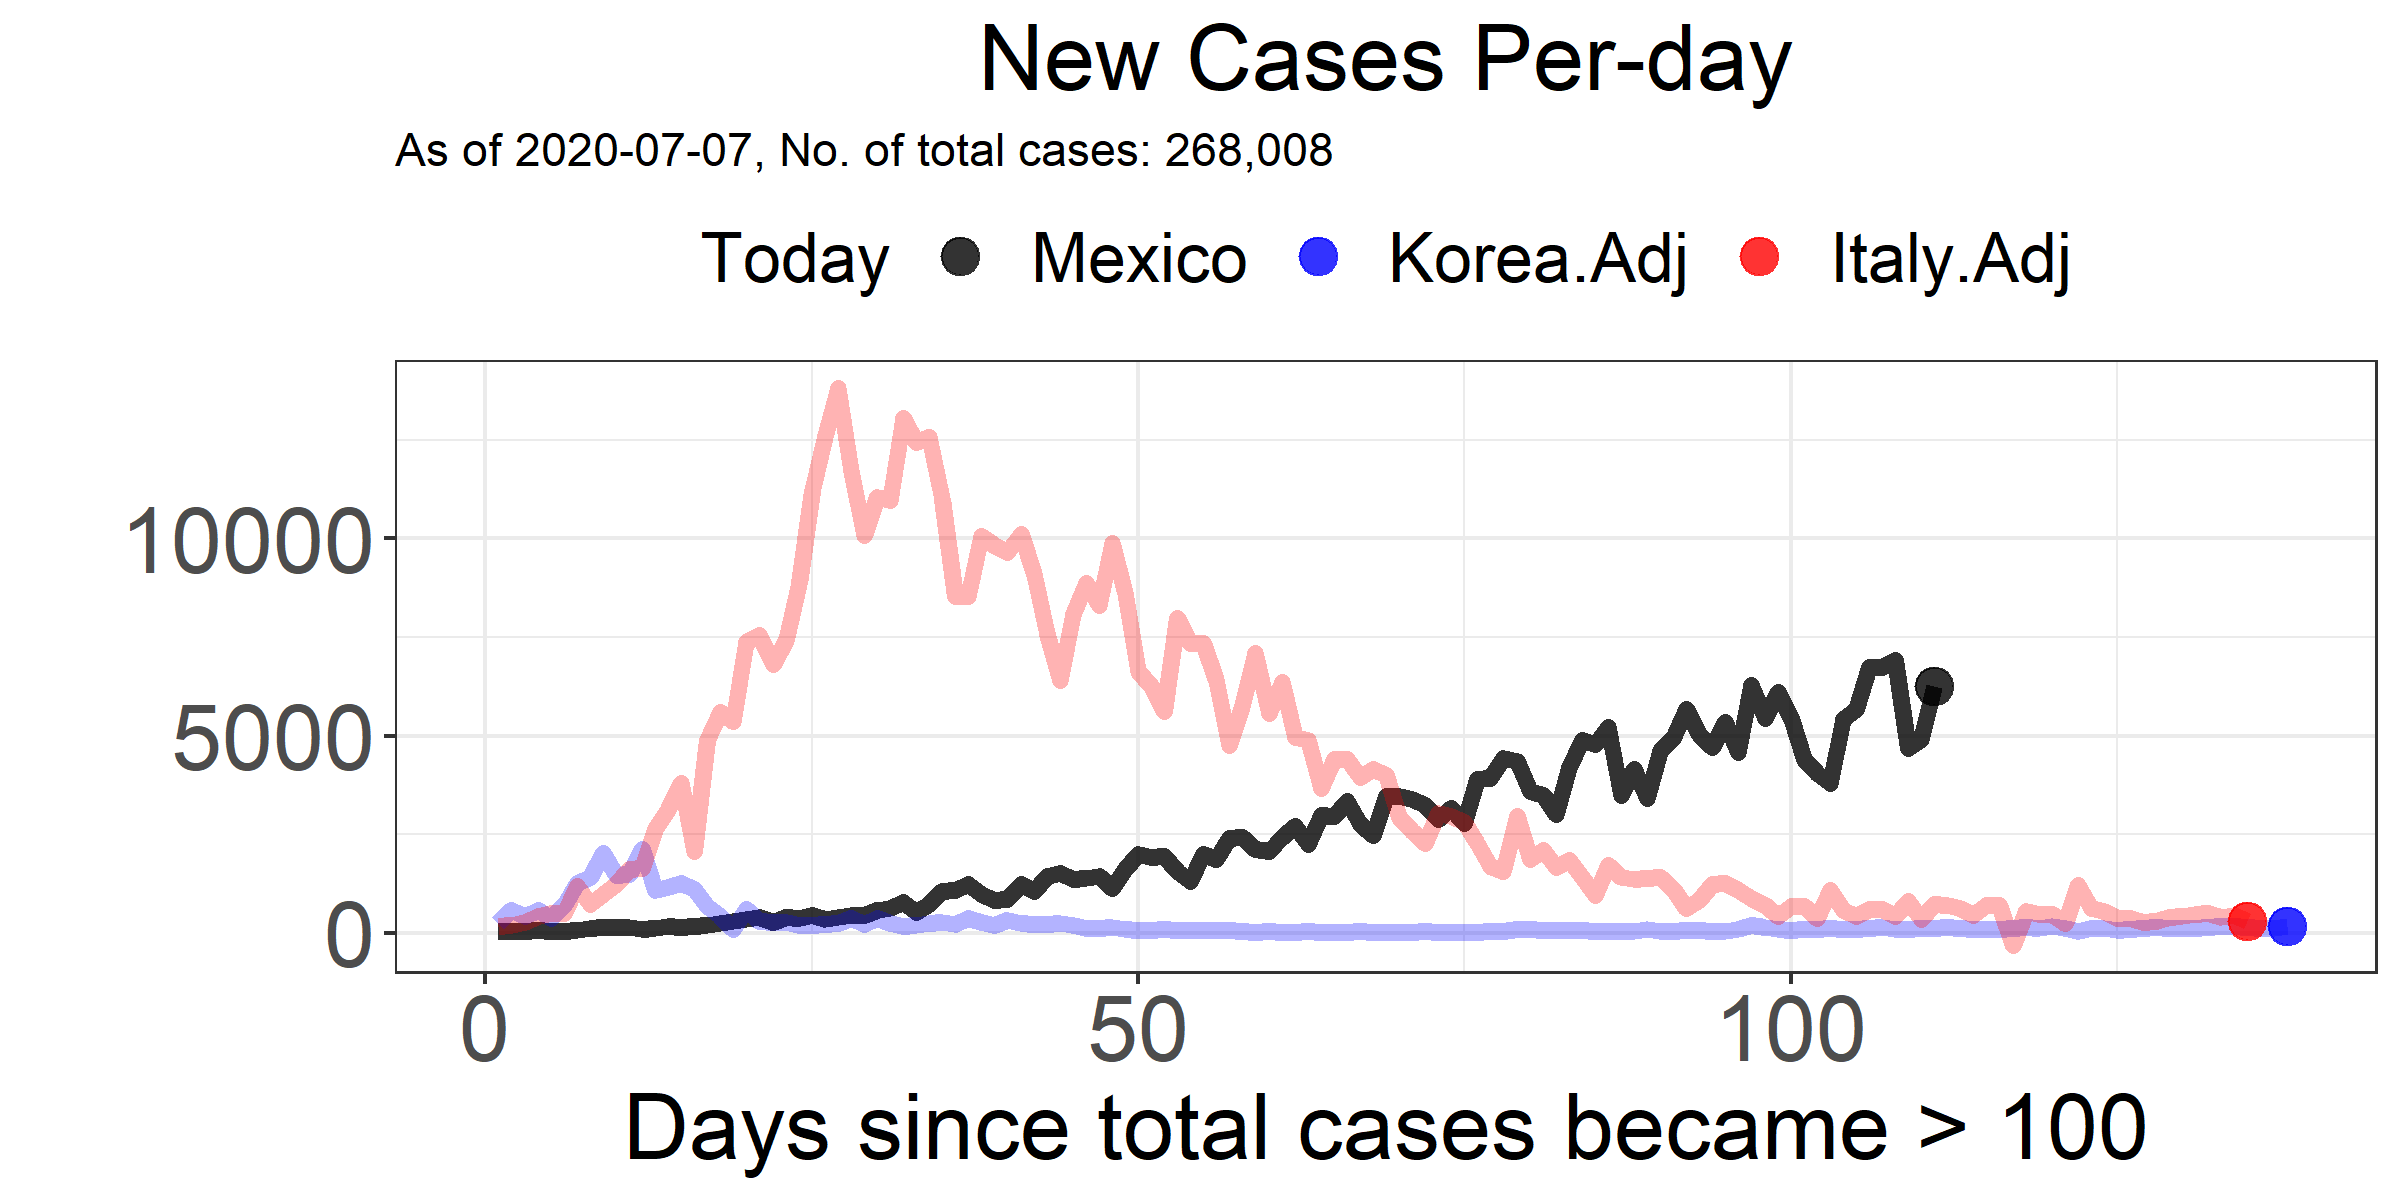 New Cases Per-day
As of 2020-07-07, No. of total cases: 268,008
Today Mexico Korea.Adj Italy.Adj
10000
5000
0
0 50 100
Days since total cases became > 100